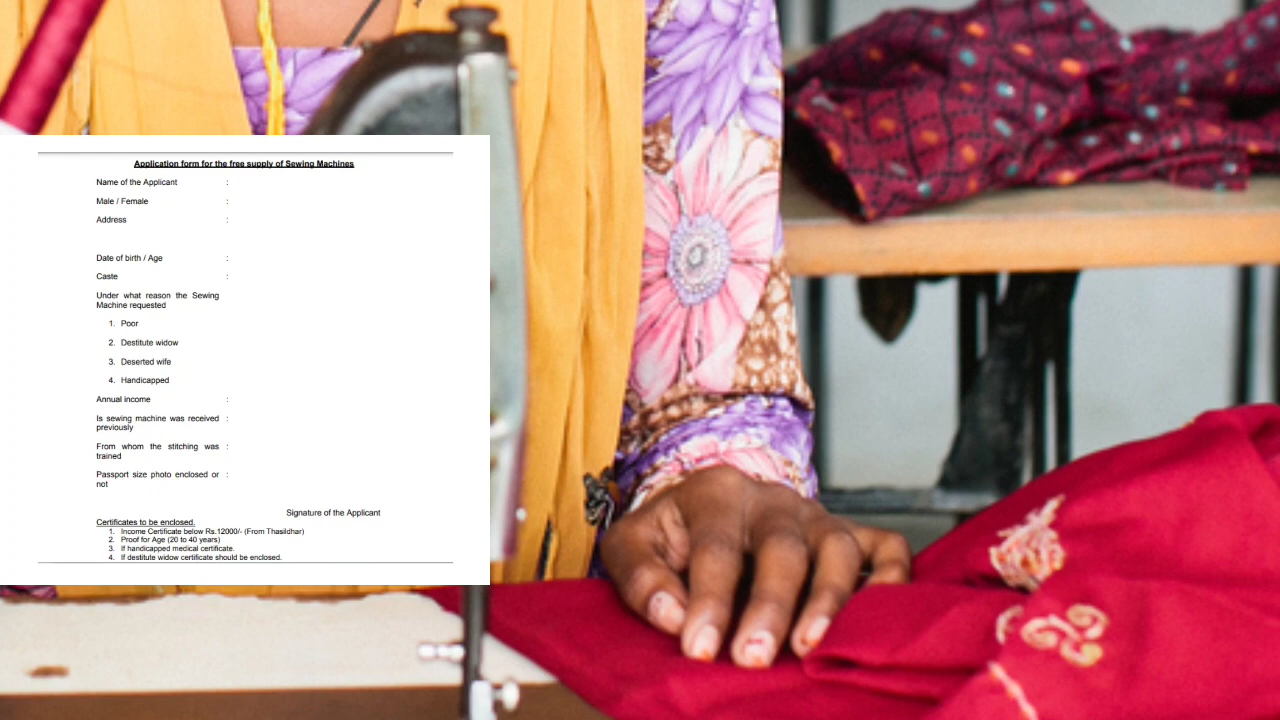 Application form for the free supply of Sewing Machines
Name of the Applicant :
Male / Female :
Address :
Date of birth / Age :
Caste :
Under what reason the Sewing
Machine requested
1. Poor
2. Destitute widow
3. Deserted wife
4. Handicapped
Annual income :
Is sewing machine was received :
previously
From whom the stitching was :
trained
Passport size photo enclosed or :
not
Signature of the Applicant
Certificates to be enclosed.
1. Income Certificate below Rs.12000/- (From Thasildhar)
2. Proof for Age (20 to 40 years)
3. If handicapped medical certificate.
4. If destitute widow certificate should be enclosed.